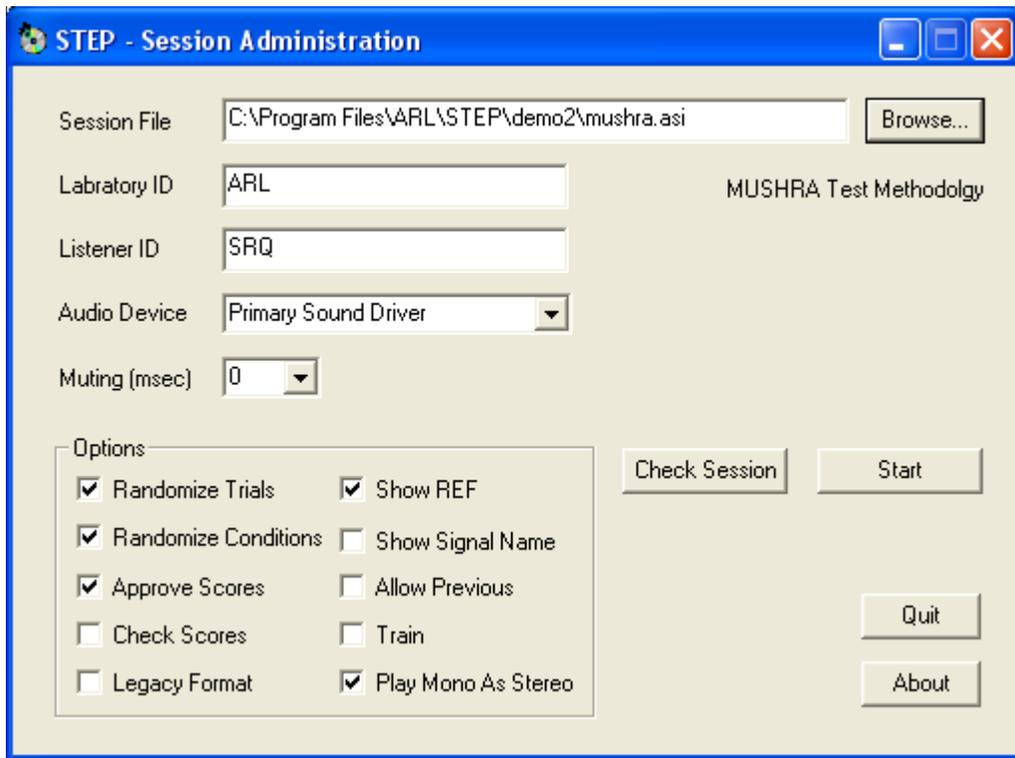 STEP - Session Administration
Session File
C:\Program Files\ARL\STEP\demo2\mushra.asi
Browse...
Labratory ID
ARL
MUSHRA Test Methodolgy
Listener ID
SRQ
Audio Device
Primary Sound Driver
Muting (msec)
0
Options
Randomize Trials
Show REF
Randomize Conditions
Show Signal Name
Approve Scores
Allow Previous
Check Scores
Train
Legacy Format
Play Mono As Stereo
Check Session
Start
Quit
About